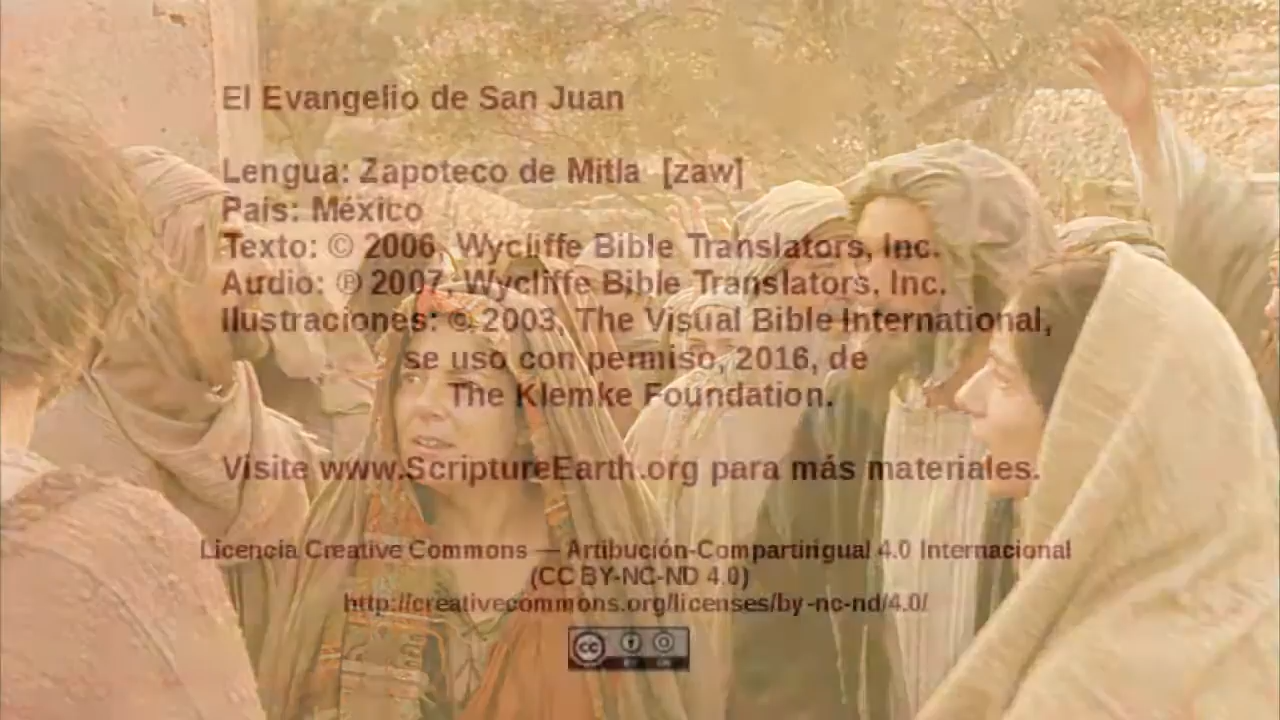 El Evangelio de San Juan
Lengua: Zapoteco de Mitla [zaw]
País: México
Texto: © 2006, Wycliffe Bible Translators, Inc.
Audio: ℗ 2007, Wycliffe Bible Translators, Inc.
Ilustraciones: © 2003, The Visual Bible International,
se uso con permiso, 2016, de
The Klemke Foundation.
Visite www.ScriptureEarth.org para más materiales.
Licencia Creative Commons — Artibución-CompartirIgual 4.0 Internacional
(CC BY-NC-ND 4.0)
http://creativecommons.org/licenses/by-nc-nd/4.0/
cc